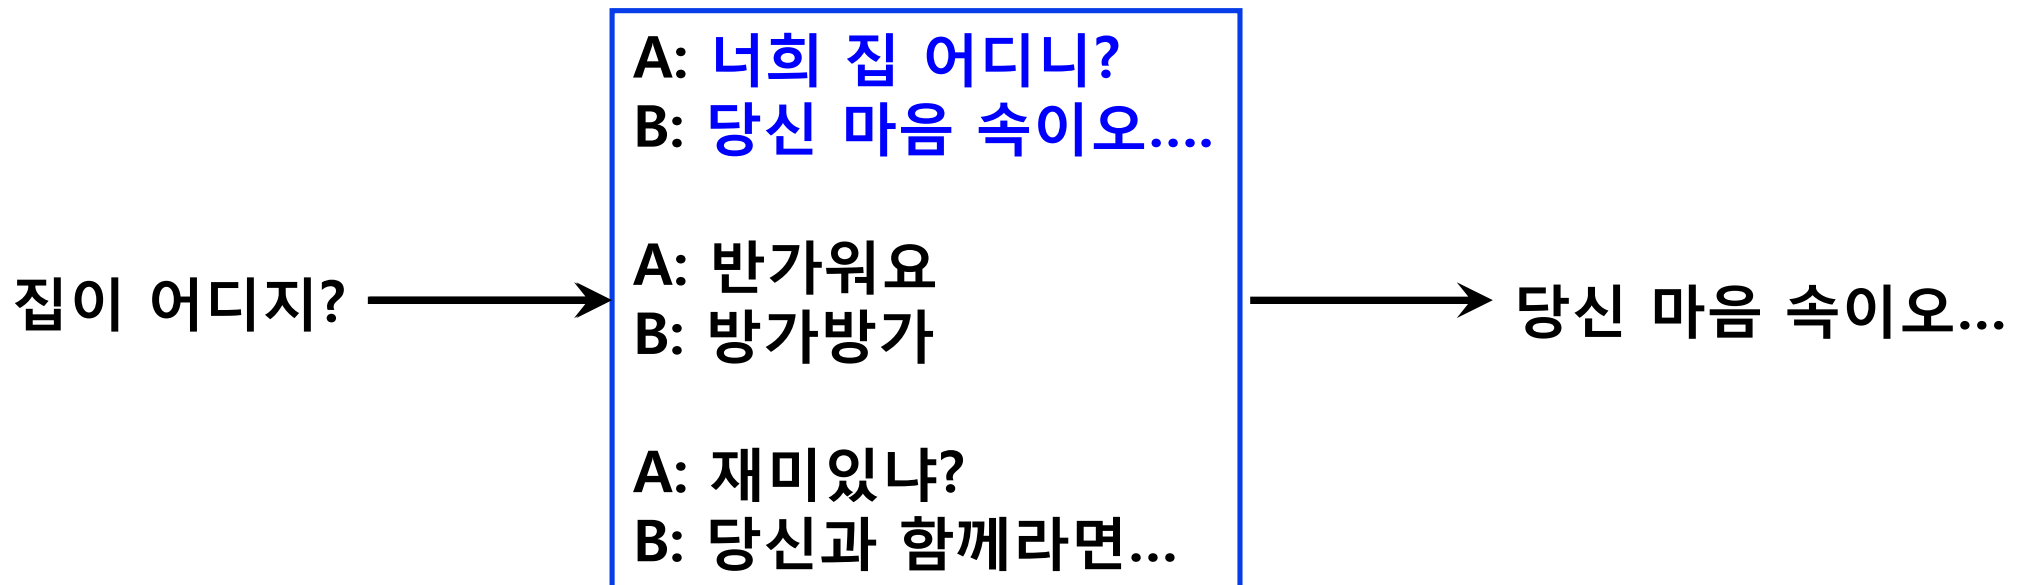 집이 어디지?
A: 너희 집 어디니?
B: 당신 마음 속이오....
A: 반가워요
B: 방가방가
A: 재미있냐?
B: 당신과 함께라면...
당신 마음 속이오...